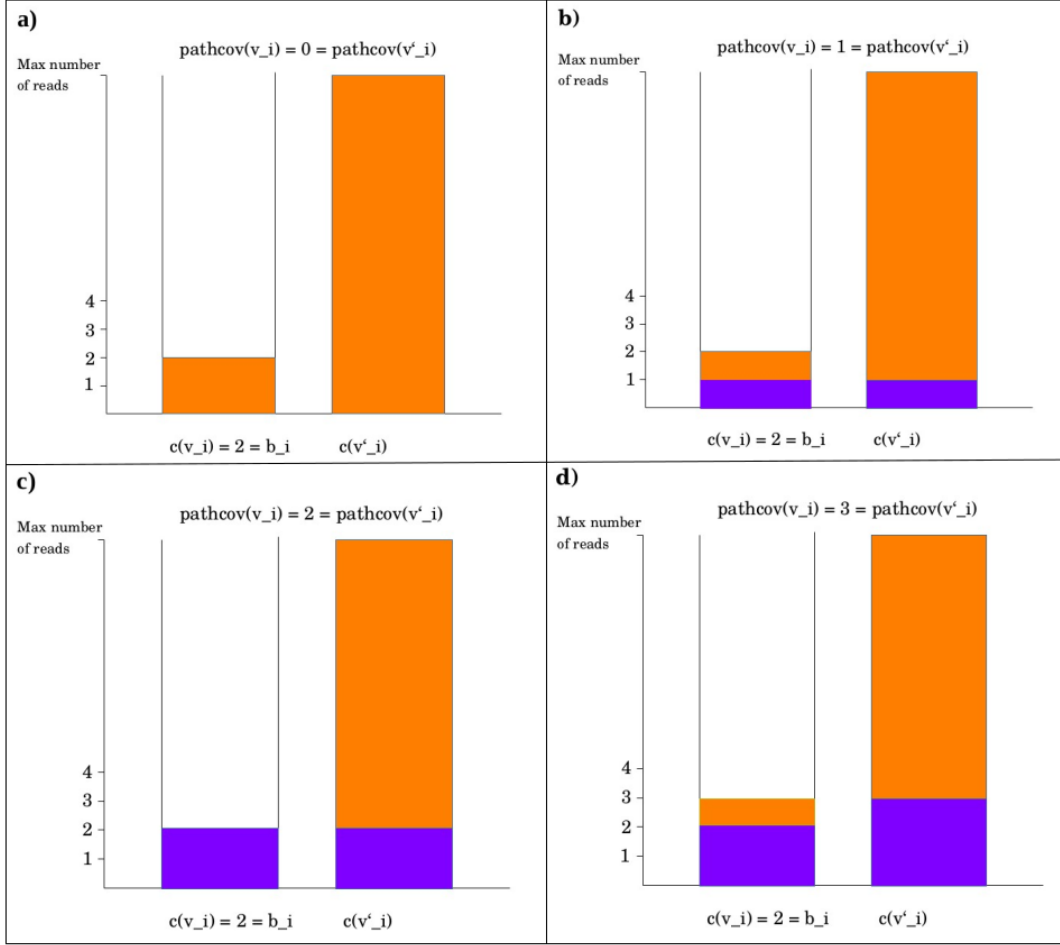 a)
pathcov(v_i) = 0 = pathcov(v‘_i)
Max number
of reads
4
3
2
1
c(v_i) = 2 = b_i
c(v‘_i)
b)
pathcov(v_i) = 1 = pathcov(v‘_i)
Max number
of reads
4
3
2
1
c(v_i) = 2 = b_i
c(v‘_i)
c)
pathcov(v_i) = 2 = pathcov(v‘_i)
Max number
of reads
4
3
2
1
c(v_i) = 2 = b_i
c(v‘_i)
d)
pathcov(v_i) = 3 = pathcov(v‘_i)
Max number
of reads
4
3
2
1
c(v_i) = 2 = b_i
c(v‘_i)